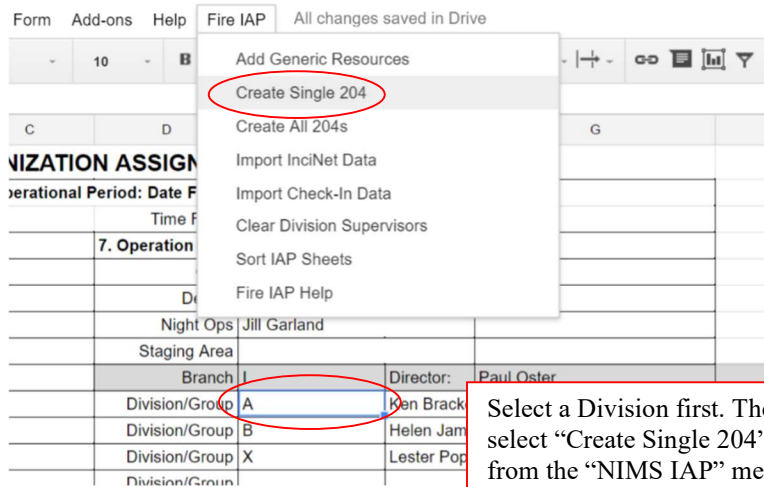 Form Add-ons Help Fire IAP All changes saved in Drive
10 B
Add Generic Resources
Create Single 204
Create All 204s
Import InciNet Data
Import Check-In Data
Clear Division Supervisors
Sort IAP Sheets
Fire IAP Help
C D G
NIZATION ASSIGN
perational Period: Date F
Time F
7. Operation
De
Night Ops Jill Garland
Staging Area
Branch I Director: Paul Oster
Division/Group A Ken Brack
Division/Group B Helen Jam
Division/Group X Lester Pop
Division/Group
Select a Division first. The
select “Create Single 204”
from the “NIMS IAP” me